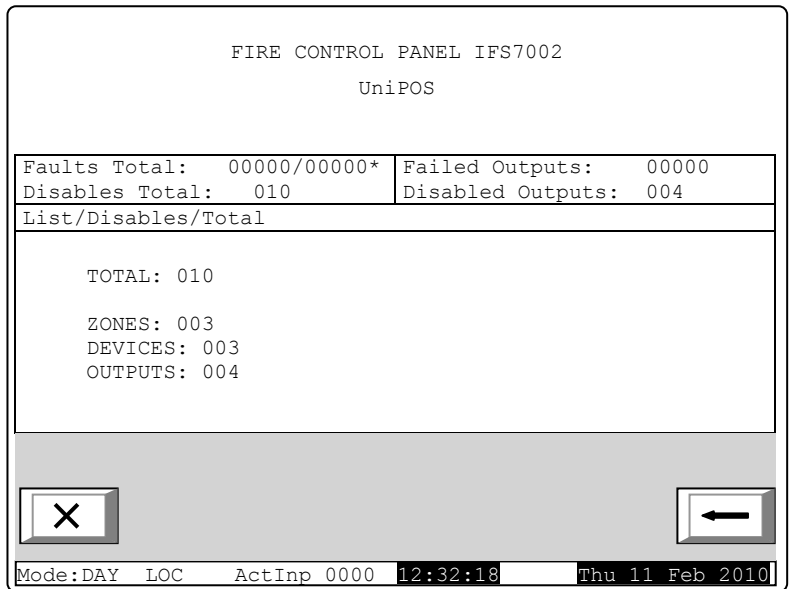 FIRE CONTROL PANEL IFS7002
UniPOS
Faults Total: 00000/00000* Failed Outputs: 00000
Disables Total: 010 Disabled Outputs: 004
List/Disables/Total
TOTAL: 010
ZONES: 003
DEVICES: 003
OUTPUTS: 004
Mode:DAY LOC ActInp 0000 12:32:18 Thu 11 Feb 2010